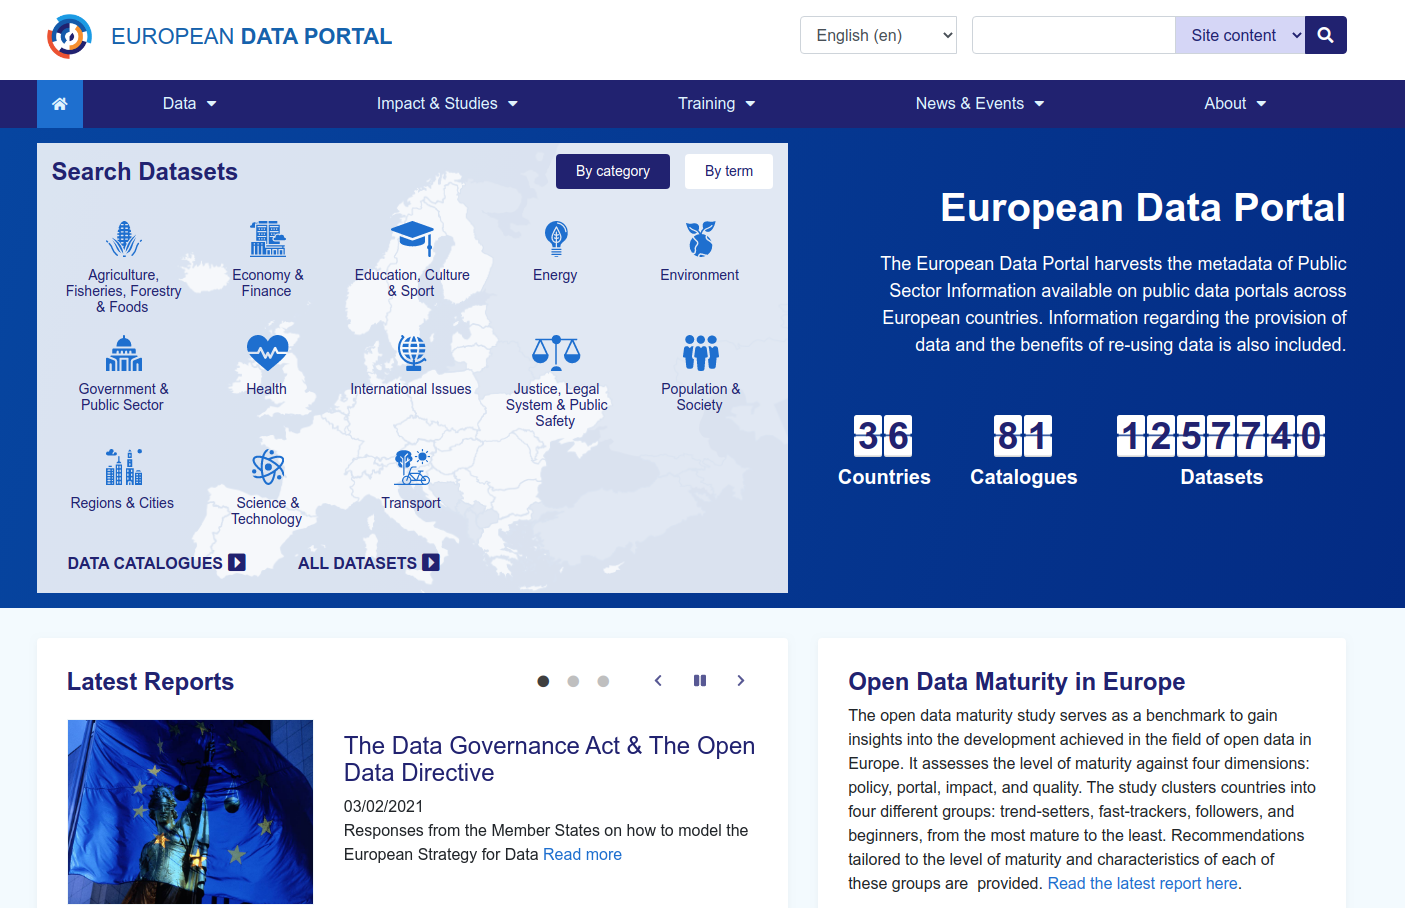 EUROPEAN DATA PORTAL
English (en)
Site content
Data
Impact & Studies
Training
News & Events
About
Search Datasets
By category
By term
Agriculture,
Fisheries, Forestry
& Foods
Economy &
Finance
Education, Culture
& Sport
Energy
Environment
Government &
Public Sector
Health
International Issues
Justice, Legal
System & Public
Safety
Population &
Society
Regions & Cities
Science &
Technology
Transport
DATA CATALOGUES
ALL DATASETS
European Data Portal
The European Data Portal harvests the metadata of Public
Sector Information available on public data portals across
European countries. Information regarding the provision of
data and the benefits of re-using data is also included.
36
Countries
81
Catalogues
1257740
Datasets
Latest Reports
The Data Governance Act & The Open
Data Directive
03/02/2021
Responses from the Member States on how to model the
European Strategy for Data Read more
Open Data Maturity in Europe
The open data maturity study serves as a benchmark to gain
insights into the development achieved in the field of open data in
Europe. It assesses the level of maturity against four dimensions:
policy, portal, impact, and quality. The study clusters countries into
four different groups: trend-setters, fast-trackers, followers, and
beginners, from the most mature to the least. Recommendations
tailored to the level of maturity and characteristics of each of
these groups are  provided. Read the latest report here.